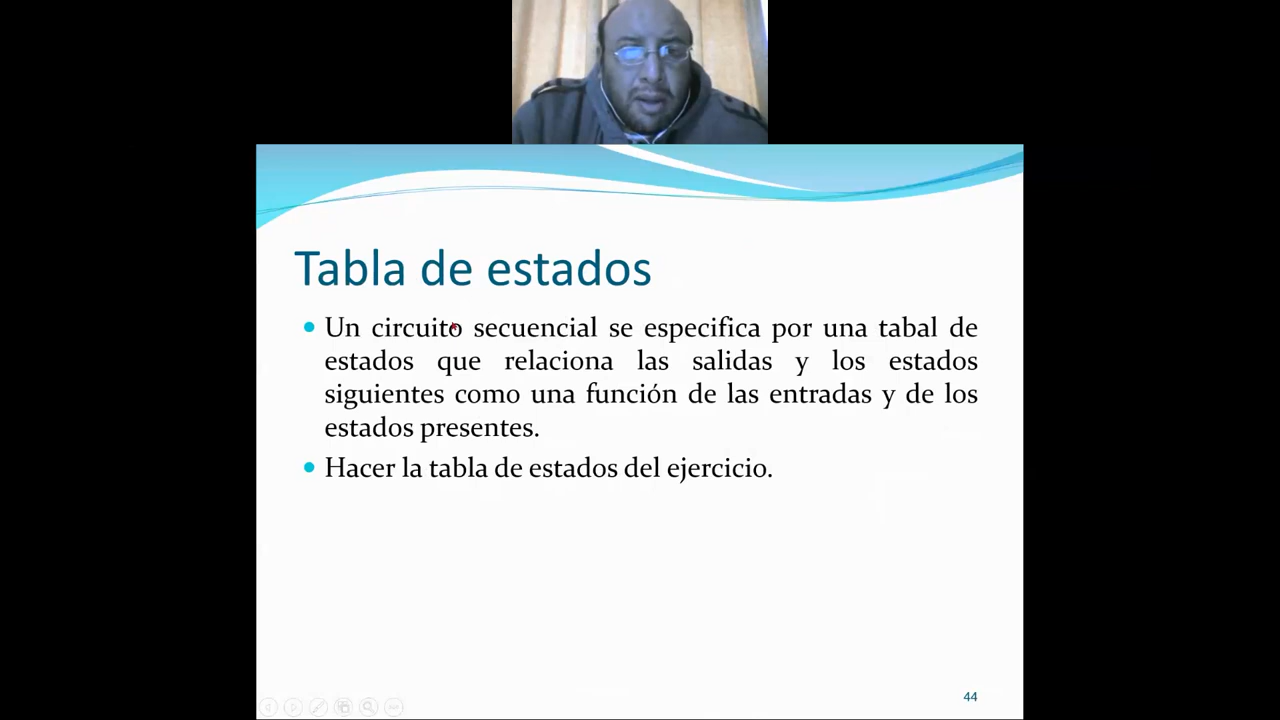 Tabla de estados
Un circuito secuencial se especifica por una tabal de
estados que relaciona las salidas y los estados
siguientes como una función de las entradas y de los
estados presentes.
Hacer la tabla de estados del ejercicio.
44